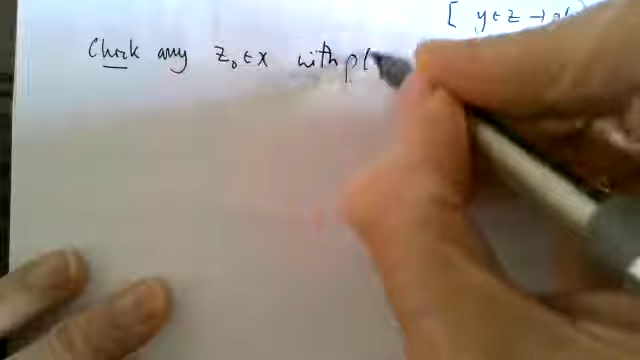 [ y ∈ z →
Check any z₀ ∈ x with p(